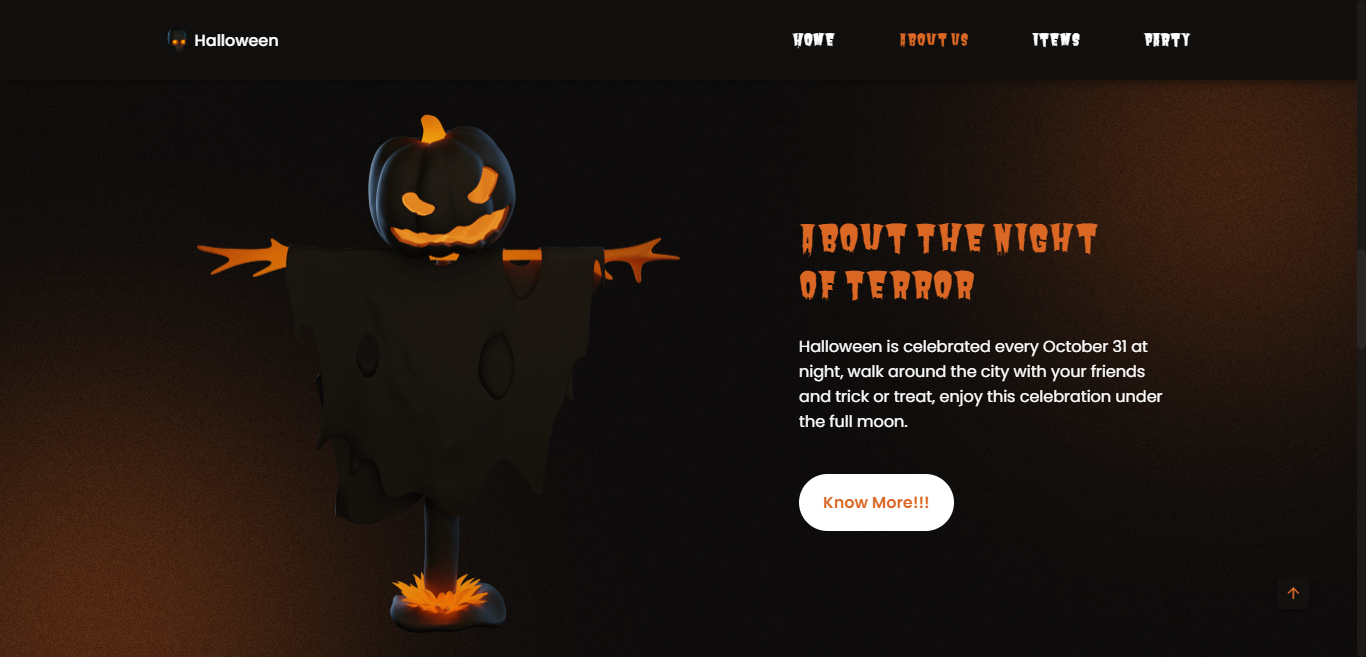 Halloween
HOME
ABOUT US
ITEMS
PARTY
ABOUT THE NIGHT
OF TERROR
Halloween is celebrated every October 31 at
night, walk around the city with your friends
and trick or treat, enjoy this celebration under
the full moon.
Know More!!!